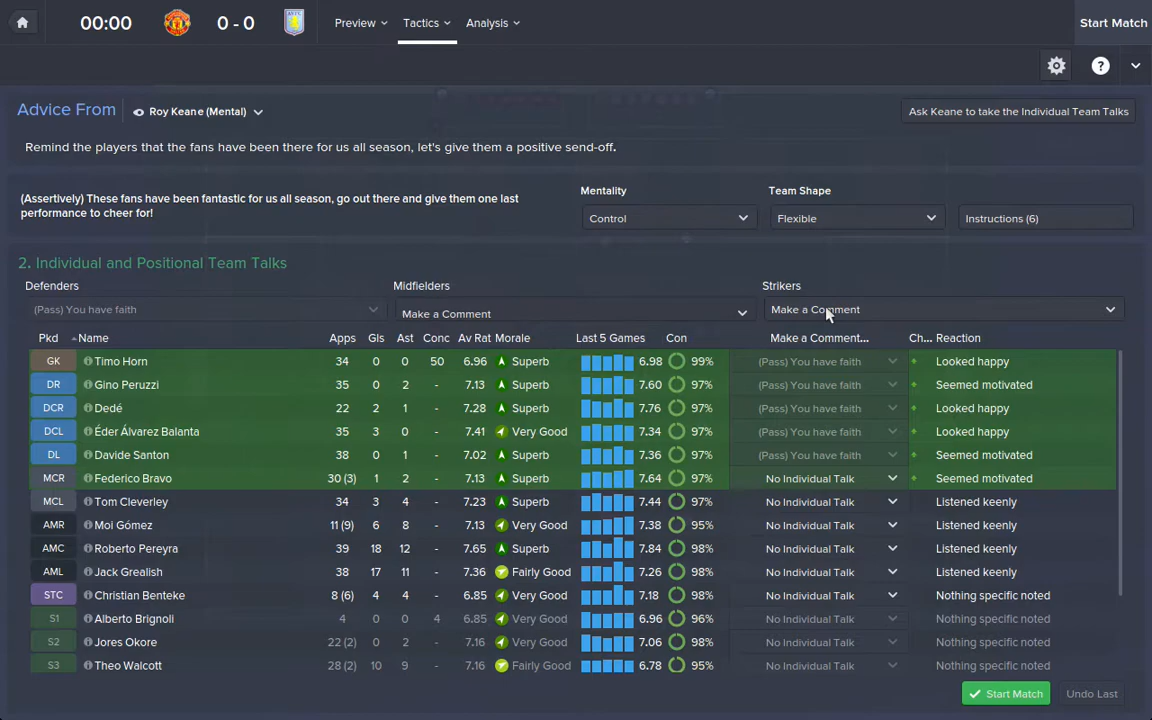 00:00 0 - 0 Preview Tactics Analysis Start Match
Advice From Roy Keane (Mental) Ask Keane to take the Individual Team Talks
Remind the players that the fans have been there for us all season, let's give them a positive send-off.
(Assertively) These fans have been fantastic for us all season, go out there and give them one last
performance to cheer for!
Mentality Team Shape
Control Flexible Instructions (6)
2. Individual and Positional Team Talks
Defenders Midfielders Strikers
(Pass) You have faith Make a Comment Make a Comment
Pkd Name Apps Gls Ast Conc Av Rat Morale Last 5 Games Con Make a Comment... Ch... Reaction
GK Timo Horn 34 0 0 50 6.96 Superb 6.98 99% (Pass) You have faith Looked happy
DR Gino Peruzzi 35 0 2 - 7.13 Superb 7.60 97% (Pass) You have faith Seemed motivated
DCR Dedé 22 2 1 - 7.28 Superb 7.76 97% (Pass) You have faith Looked happy
DCL Éder Álvarez Balanta 35 3 0 - 7.41 Very Good 7.34 97% (Pass) You have faith Looked happy
DL Davide Santon 38 0 1 - 7.02 Superb 7.36 97% (Pass) You have faith Seemed motivated
MCR Federico Bravo 30 (3) 1 2 - 7.13 Superb 7.64 97% No Individual Talk Seemed motivated
MCL Tom Cleverley 34 3 4 - 7.23 Superb 7.44 97% No Individual Talk Listened keenly
AMR Moi Gómez 11 (9) 6 8 - 7.13 Very Good 7.38 95% No Individual Talk Listened keenly
AMC Roberto Pereyra 39 18 12 - 7.65 Superb 7.84 98% No Individual Talk Listened keenly
AML Jack Grealish 38 17 11 - 7.36 Fairly Good 7.26 98% No Individual Talk Listened keenly
STC Christian Benteke 8 (6) 4 4 - 6.85 Very Good 7.18 98% No Individual Talk Nothing specific noted
S1 Alberto Brignoli 4 0 0 4 6.85 Very Good 6.96 96% No Individual Talk Nothing specific noted
S2 Jores Okore 22 (2) 0 2 - 7.16 Very Good 7.06 98% No Individual Talk Nothing specific noted
S3 Theo Walcott 28 (2) 10 9 - 7.16 Fairly Good 6.78 95% No Individual Talk Nothing specific noted
Start Match Undo Last